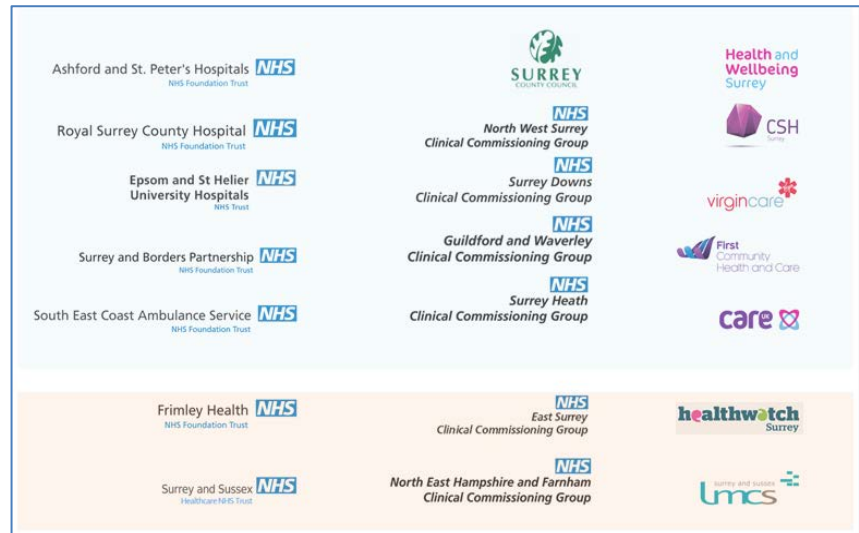 Ashford and St. Peter's Hospitals NHS
NHS Foundation Trust
SURREY
COUNTY COUNCIL
Health and
Wellbeing
Surrey
Royal Surrey County Hospital NHS
NHS Foundation Trust
NHS
North West Surrey
Clinical Commissioning Group
CSH
Surrey
Epsom and St Helier NHS
University Hospitals
NHS Trust
NHS
Surrey Downs
Clinical Commissioning Group
virgincare
Surrey and Borders Partnership NHS
NHS Foundation Trust
NHS
Guildford and Waverley
Clinical Commissioning Group
First
Community
Health and Care
South East Coast Ambulance Service NHS
NHS Foundation Trust
NHS
Surrey Heath
Clinical Commissioning Group
care uk
Frimley Health NHS
NHS Foundation Trust
NHS
East Surrey
Clinical Commissioning Group
healthwatch
Surrey
Surrey and Sussex NHS
Healthcare NHS Trust
NHS
North East Hampshire and Farnham
Clinical Commissioning Group
surrey and sussex
lmcs